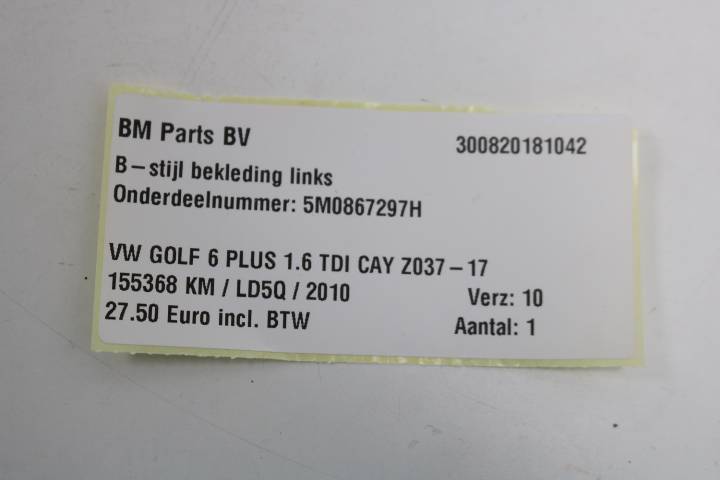 BM Parts BV 300820181042
B-stijl bekleding links
Onderdeelnummer: 5M0867297H
VW GOLF 6 PLUS 1.6 TDI CAY Z037-17
155368 KM / LD5Q / 2010 Verz: 10
27.50 Euro incl. BTW Aantal: 1